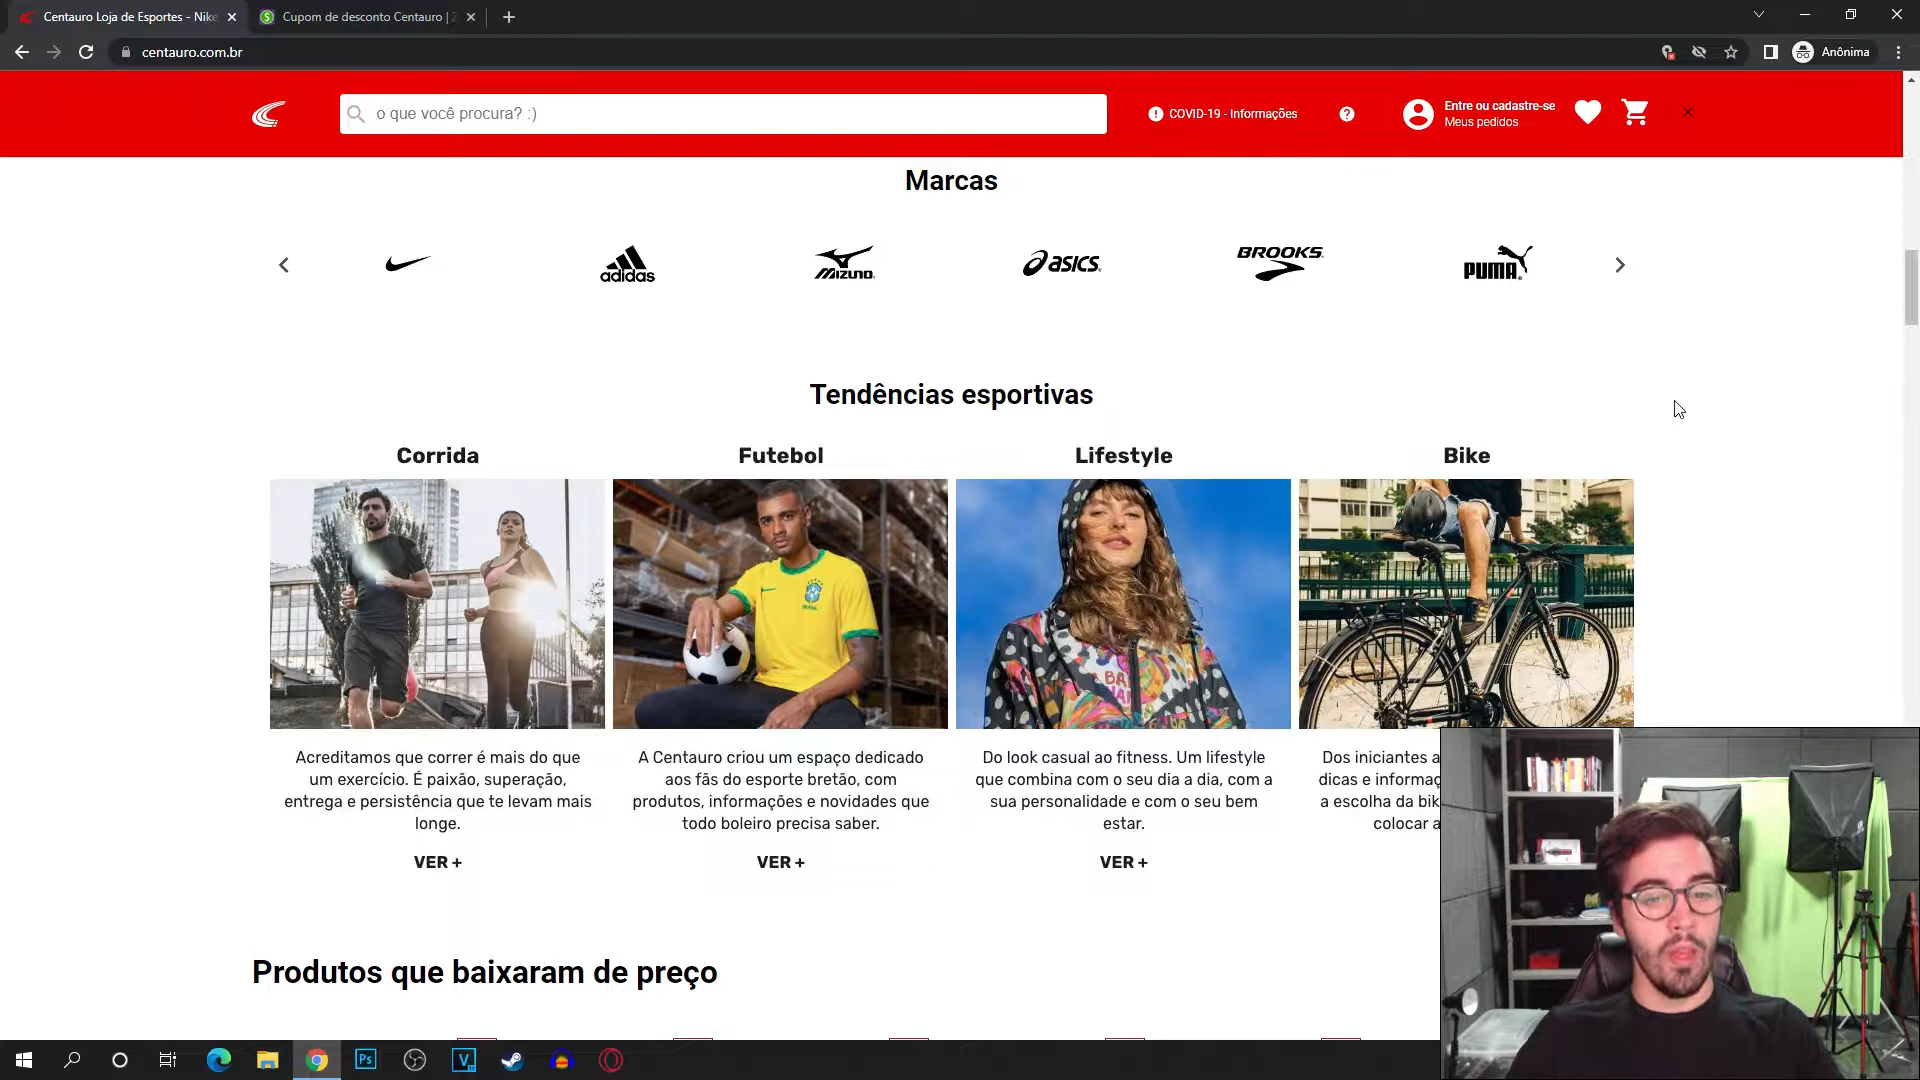 Centauro Loja de Esportes - Nike
Cupom de desconto Centauro | 2
centauro.com.br
Anônima
o que você procura? :)
COVID-19 - Informações
Entre ou cadastre-se
Meus pedidos
Marcas
adidas
MIZUNO
asics
BROOKS
PUMA
Tendências esportivas
Corrida
Futebol
Lifestyle
Bike
BRASIL
Acreditamos que correr é mais do que
um exercício. É paixão, superação,
entrega e persistência que te levam mais
longe.
A Centauro criou um espaço dedicado
aos fãs do esporte bretão, com
produtos, informações e novidades que
todo boleiro precisa saber.
Do look casual ao fitness. Um lifestyle
que combina com o seu dia a dia, com a
sua personalidade e com o seu bem
estar.
Dos iniciantes a
dicas e informaç
a escolha da bik
colocar a
VER +
VER +
VER +
Produtos que baixaram de preço
Ps
V